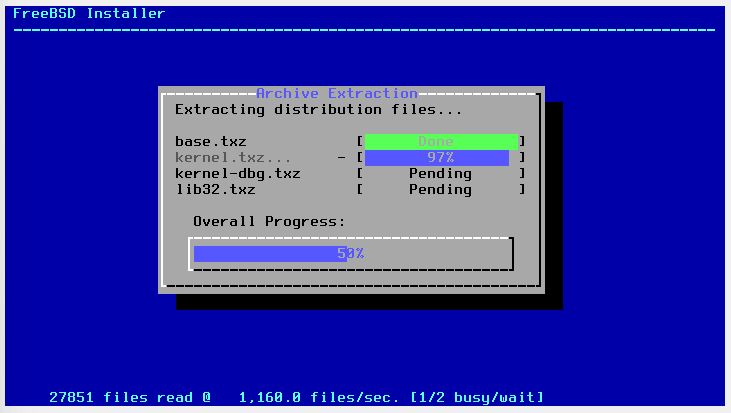 FreeBSD Installer
Archive Extraction
Extracting distribution files...
base.txz [ Done ]
kernel.txz... - [ 97% ]
kernel-dbg.txz [ Pending ]
lib32.txz [ Pending ]
Overall Progress:
50%
27851 files read @ 1,160.0 files/sec. [1/2 busy/wait]